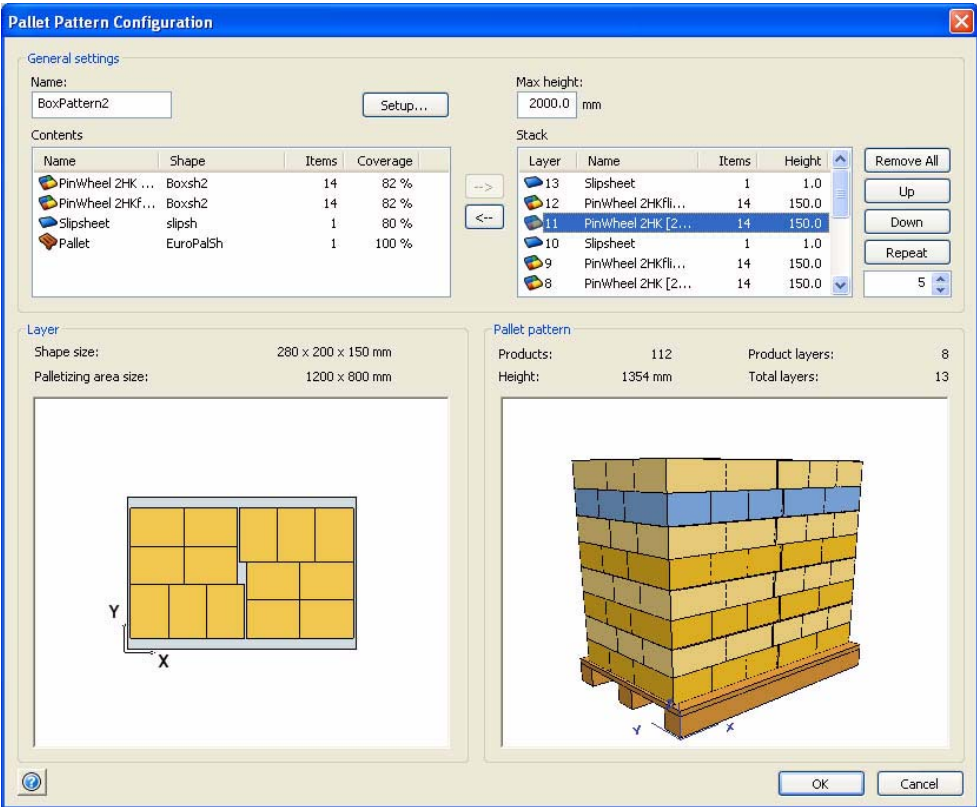 Pallet Pattern Configuration
General settings
Name:
BoxPattern2
Setup...
Max height:
2000.0 mm
Contents
Name Shape Items Coverage
PinWheel 2HK ... Boxsh2 14 82 %
PinWheel 2HKf... Boxsh2 14 82 %
Slipsheet slipsh 1 80 %
Pallet EuroPalSh 1 100 %
-->
<--
Stack
Layer Name Items Height
13 Slipsheet 1 1.0
12 PinWheel 2HKfli... 14 150.0
11 PinWheel 2HK [2... 14 150.0
10 Slipsheet 1 1.0
9 PinWheel 2HKfli... 14 150.0
8 PinWheel 2HK [2... 14 150.0
Remove All
Up
Down
Repeat
5
Layer
Shape size: 280 x 200 x 150 mm
Palletizing area size: 1200 x 800 mm
Y
X
Pallet pattern
Products: 112 Product layers: 8
Height: 1354 mm Total layers: 13
Y X
?
OK
Cancel